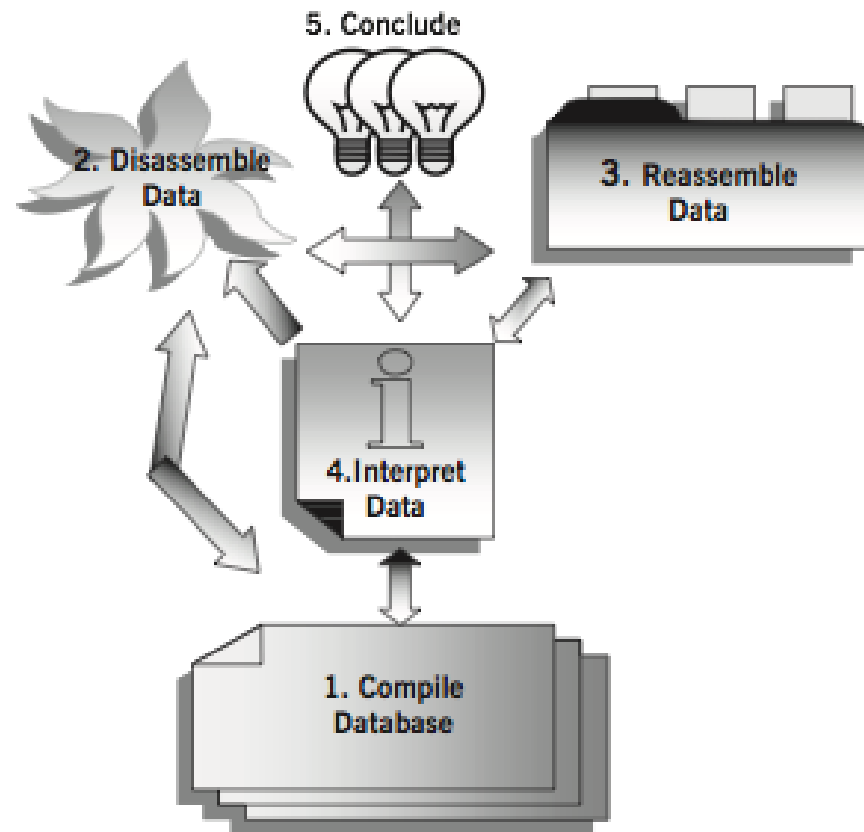 5. Conclude
2. Disassemble
Data
3. Reassemble
Data
4.Interpret
Data
1. Compile
Database